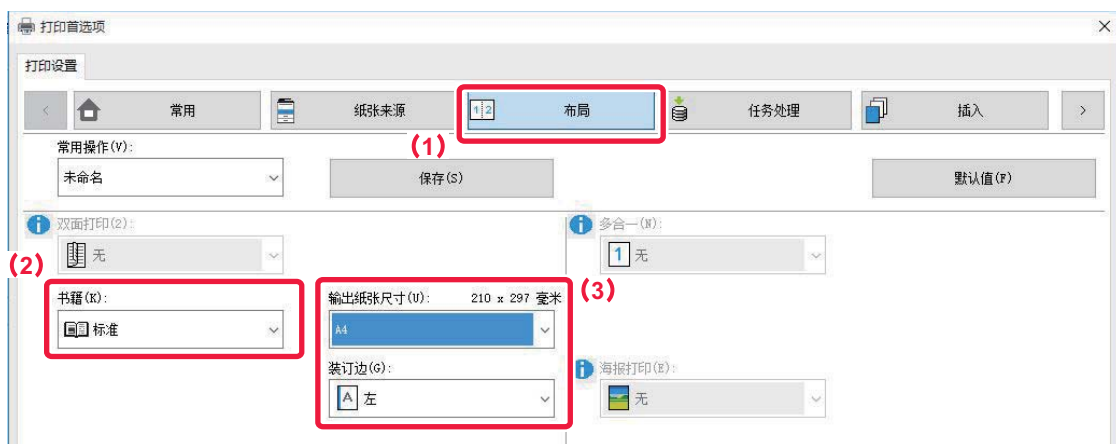 打印首选项
打印设置
常用
纸张来源
1 2
布局
任务处理
插入
(1)
常用操作(V):
未命名
保存(S)
默认值(F)
双面打印(2):
无
多合一(N):
1 无
(2)
书籍(K):
标准
输出纸张尺寸(U): 210 x 297 毫米
(3)
A4
装订边(G):
A 左
海报打印(E):
无